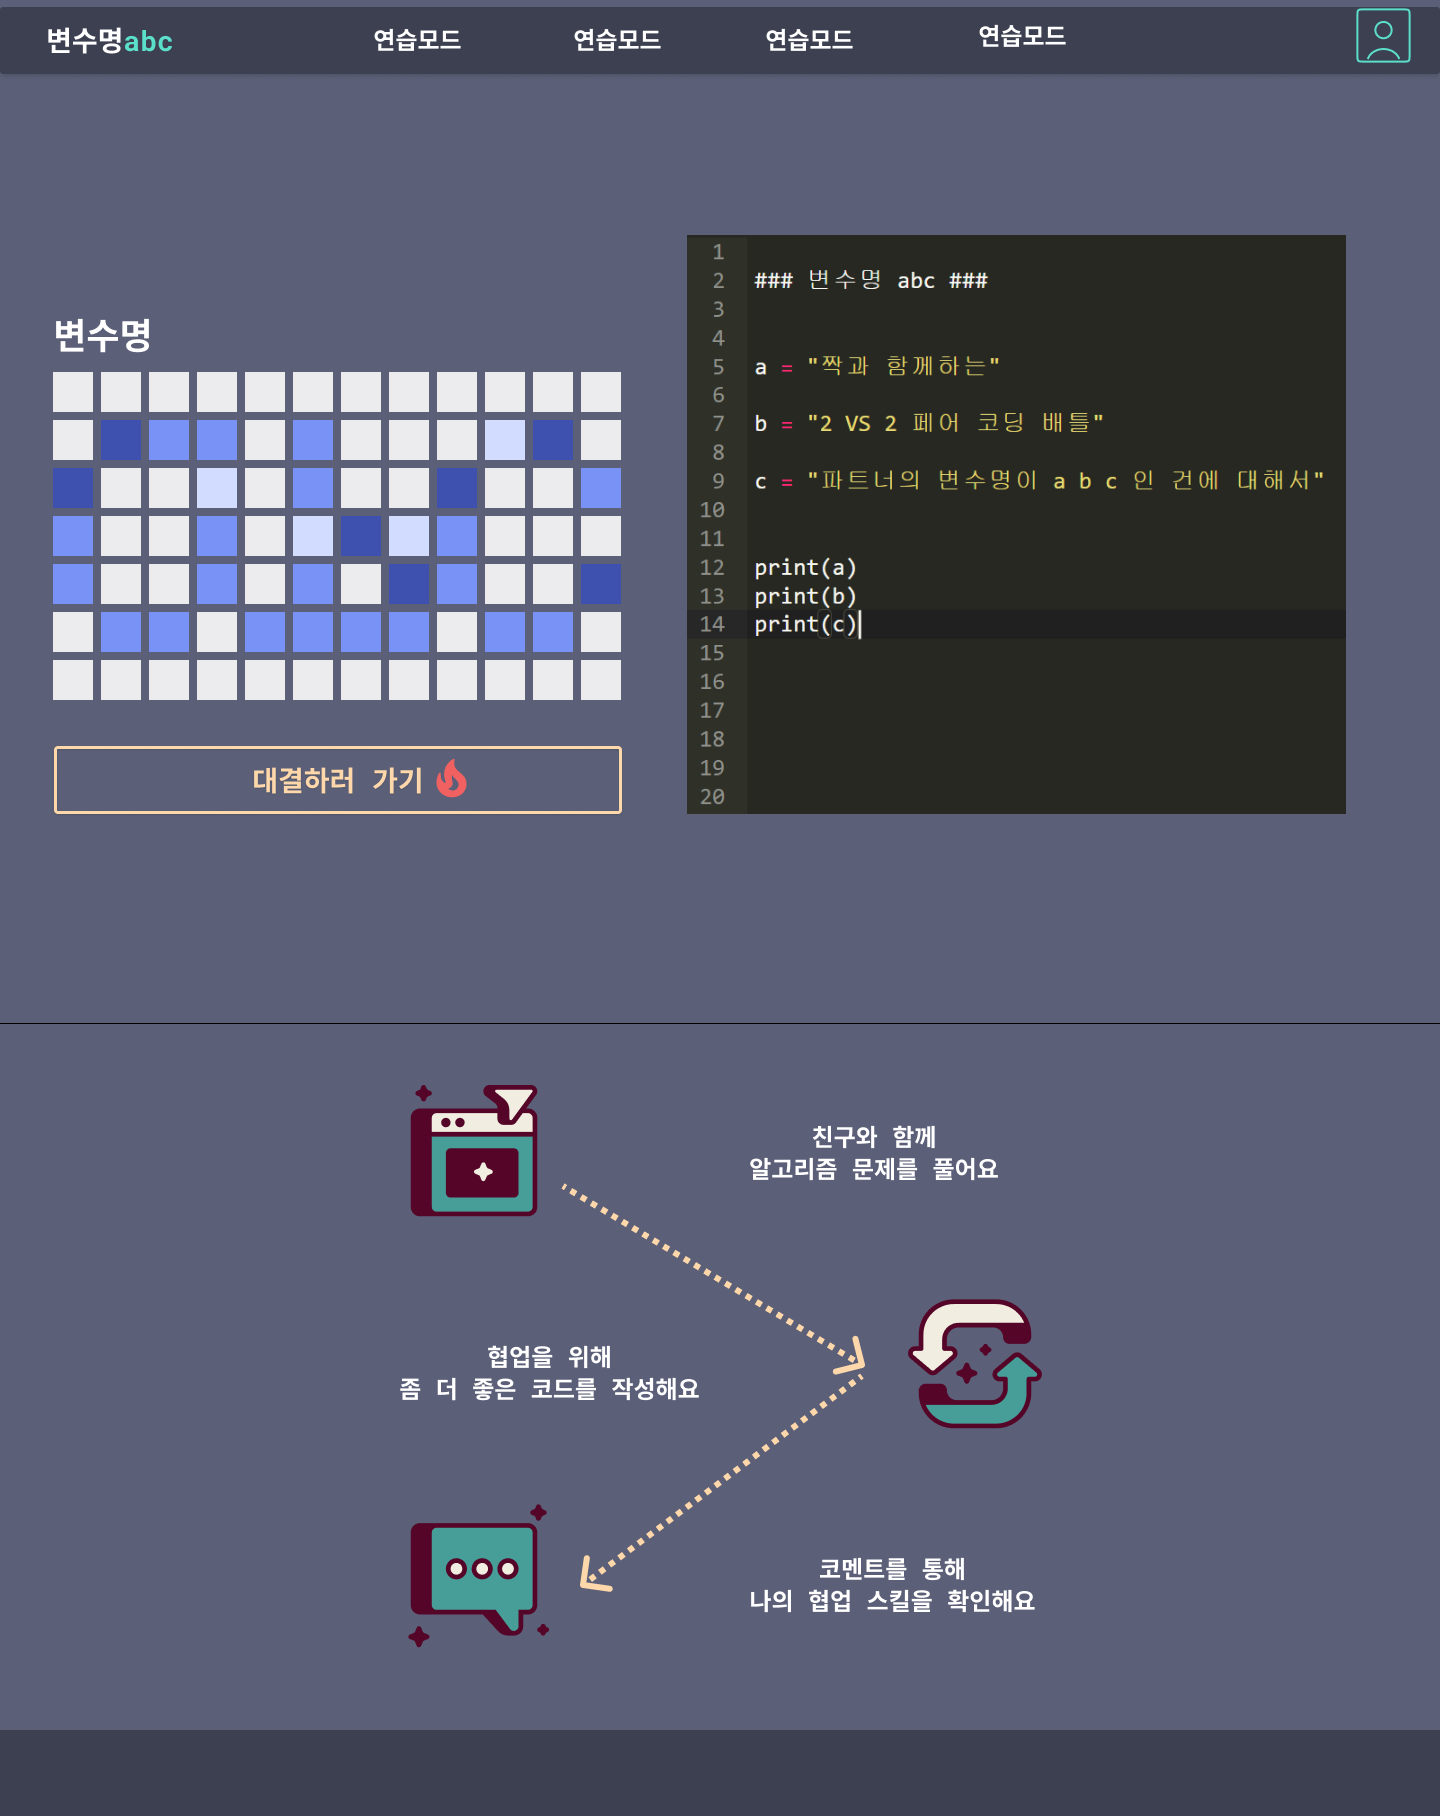 변수명abc
연습모드 연습모드 연습모드 연습모드
변수명
대결하러 가기
1
2 ### 변수명 abc ###
3
4
5 a = "짝과 함께하는"
6
7 b = "2 VS 2 페어 코딩 배틀"
8
9 c = "파트너의 변수명이 a b c 인 건에 대해서"
10
11
12 print(a)
13 print(b)
14 print(c)
15
16
17
18
19
20
친구와 함께
알고리즘 문제를 풀어요
협업을 위해
좀 더 좋은 코드를 작성해요
코멘트를 통해
나의 협업 스킬을 확인해요